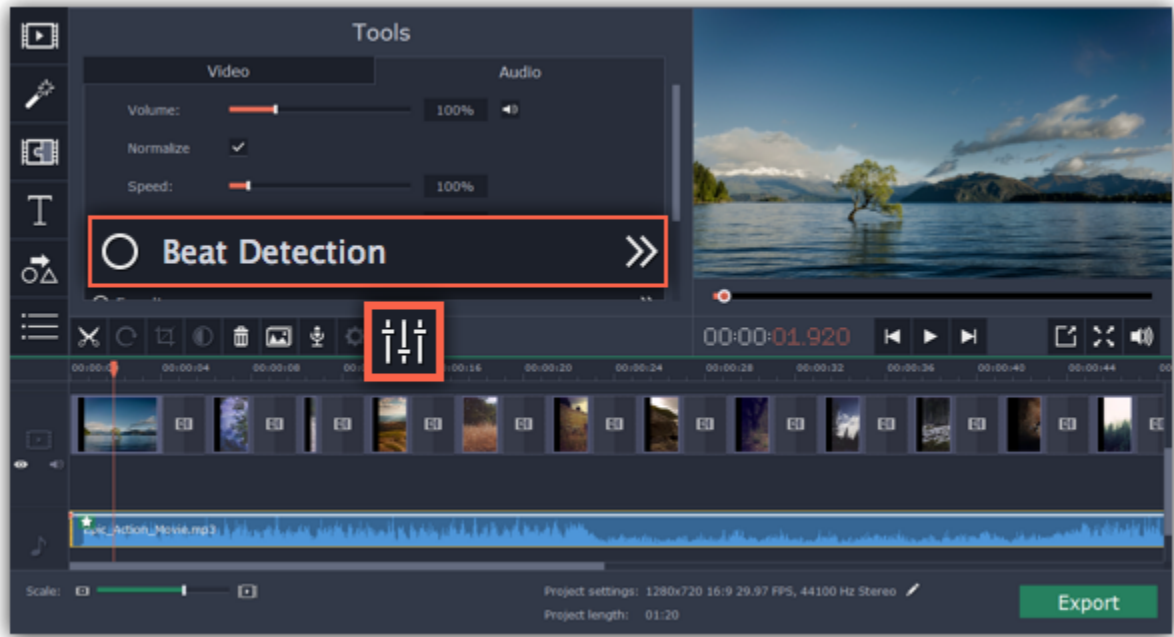 Tools
Video Audio
Volume: 100%
Normalize
Speed: 100%
Beat Detection
T
00:00:01.920
00:00:04 00:00:08 00:00:20 00:00:24 00:00:28 00:00:32 00:00:36 00:00:40 00:00:44
Epic_Action_Movie.mp3
Scale:
Project settings: 1280x720 16:9 29.97 FPS, 44100 Hz Stereo
Project length: 01:20
Export